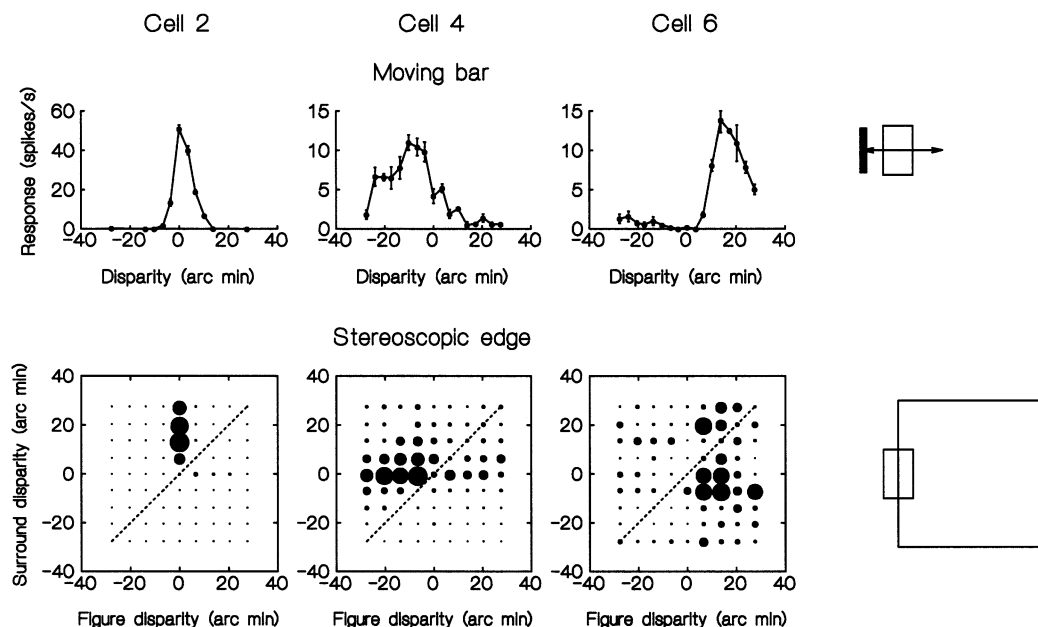 Cell 2 Cell 4 Cell 6
Moving bar
Response (spikes/s)
60
40
20
0
-40 -20 0 20 40
Disparity (arc min)
15
10
5
0
-40 -20 0 20 40
Disparity (arc min)
15
10
5
0
-40 -20 0 20 40
Disparity (arc min)
Stereoscopic edge
Surround disparity (arc min)
40
20
0
-20
-40
-40 -20 0 20 40
Figure disparity (arc min)
40
20
0
-20
-40
-40 -20 0 20 40
Figure disparity (arc min)
40
20
0
-20
-40
-40 -20 0 20 40
Figure disparity (arc min)